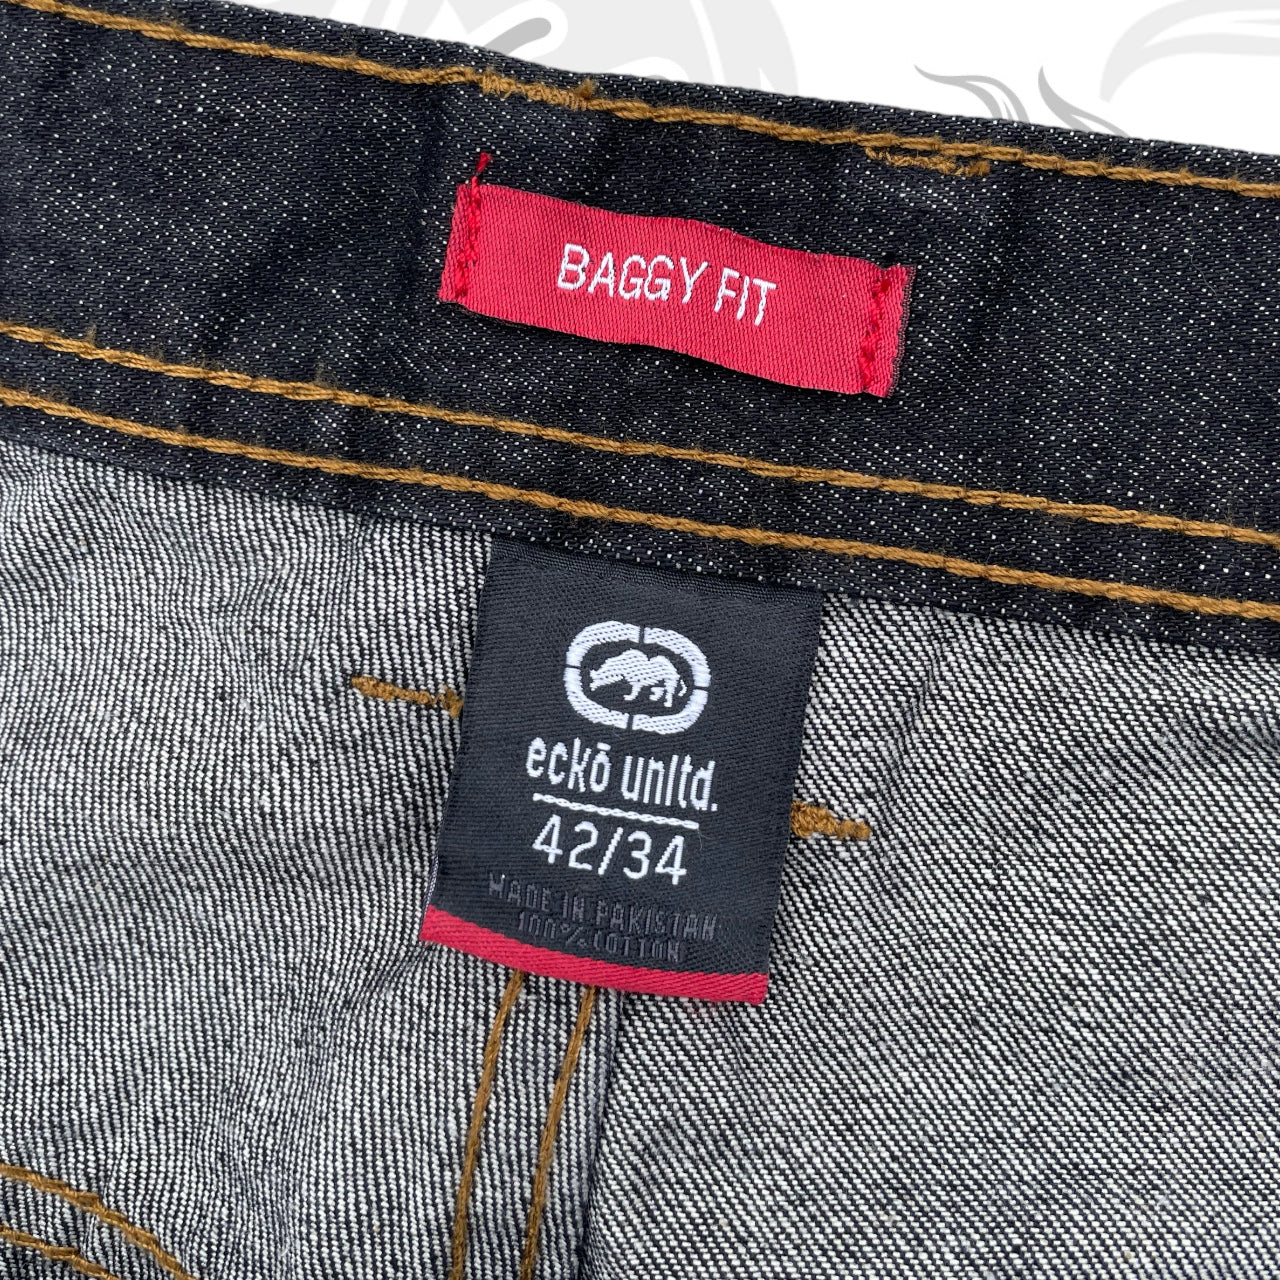 BAGGY FIT
eckō unltd.
42/34
MADE IN PAKISTAN
100% COTTON